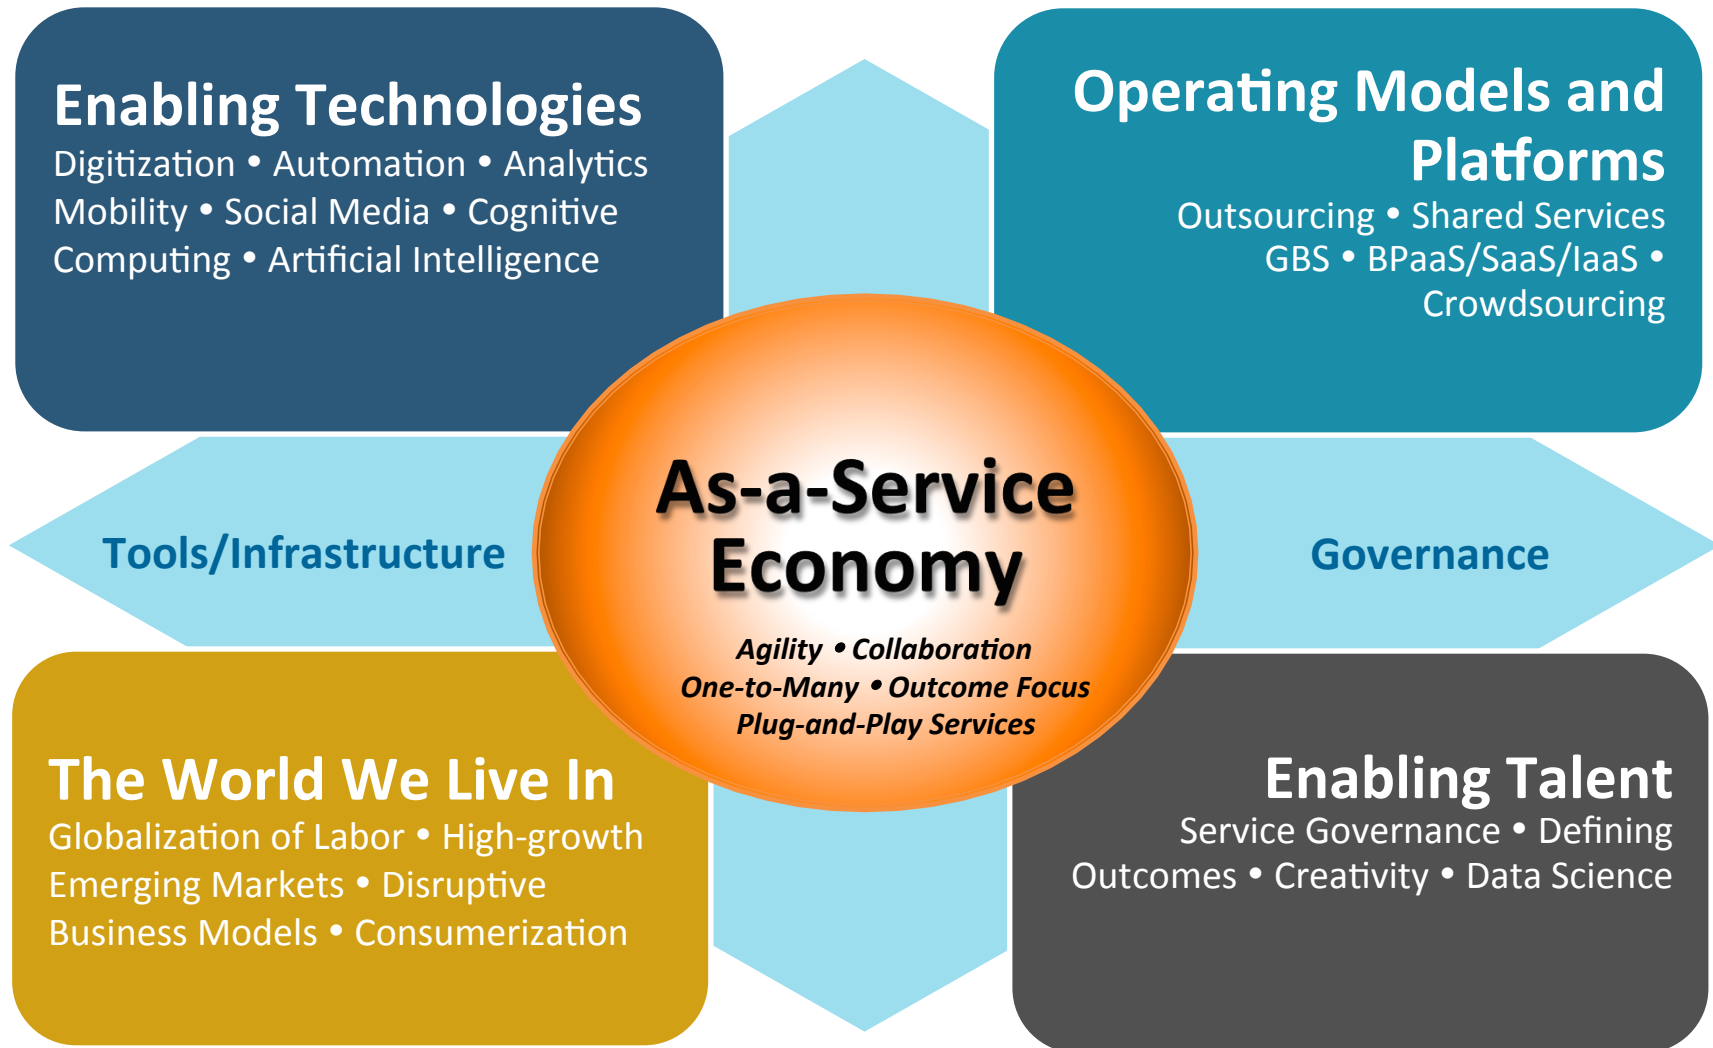 Enabling Technologies
Digitization • Automation • Analytics
Mobility • Social Media • Cognitive
Computing • Artificial Intelligence
Operating Models and
Platforms
Outsourcing • Shared Services
GBS • BPaaS/SaaS/IaaS •
Crowdsourcing
Tools/Infrastructure
As-a-Service
Economy
Agility • Collaboration
One-to-Many • Outcome Focus
Plug-and-Play Services
Governance
The World We Live In
Globalization of Labor • High-growth
Emerging Markets • Disruptive
Business Models • Consumerization
Enabling Talent
Service Governance • Defining
Outcomes • Creativity • Data Science